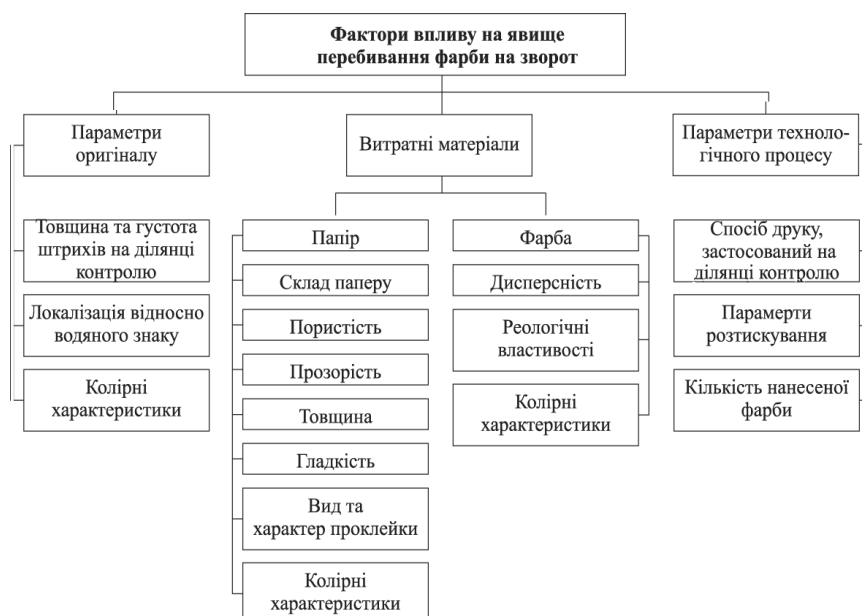 Фактори впливу на явище
перебивання фарби на зворот
Параметри
оригіналу
Витратні матеріали
Параметри техноло-
гічного процесу
Товщина та густота
штрихів на ділянці
контролю
Локалізація відносно
водяного знаку
Колірні
характеристики
Папір
Склад паперу
Пористість
Прозорість
Товщина
Гладкість
Вид та
характер проклейки
Колірні
характеристики
Фарба
Дисперсність
Реологічні
властивості
Колірні
характеристики
Спосіб друку,
застосований на
ділянці контролю
Парамерти
розтискування
Кількість нанесеної
фарби